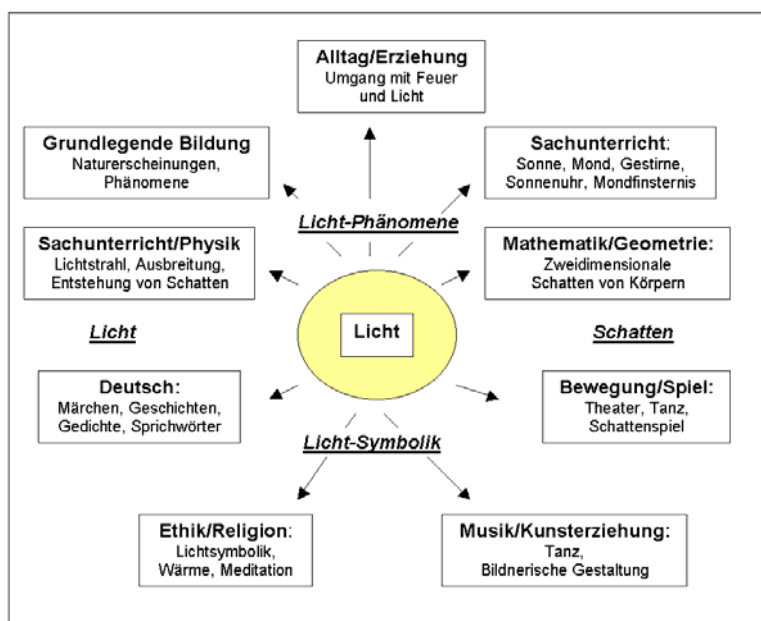 Alltag/Erziehung
Umgang mit Feuer
und Licht
Grundlegende Bildung
Naturerscheinungen,
Phänomene
Sachunterricht:
Sonne, Mond, Gestirne,
Sonnenuhr, Mondfinsternis
Licht-Phänomene
Sachunterricht/Physik
Lichtstrahl, Ausbreitung,
Entstehung von Schatten
Mathematik/Geometrie:
Zweidimensionale
Schatten von Körpern
Licht
Licht
Schatten
Deutsch:
Märchen, Geschichten,
Gedichte, Sprichwörter
Bewegung/Spiel:
Theater, Tanz,
Schattenspiel
Licht-Symbolik
Ethik/Religion:
Lichtsymbolik,
Wärme, Meditation
Musik/Kunsterziehung:
Tanz,
Bildnerische Gestaltung